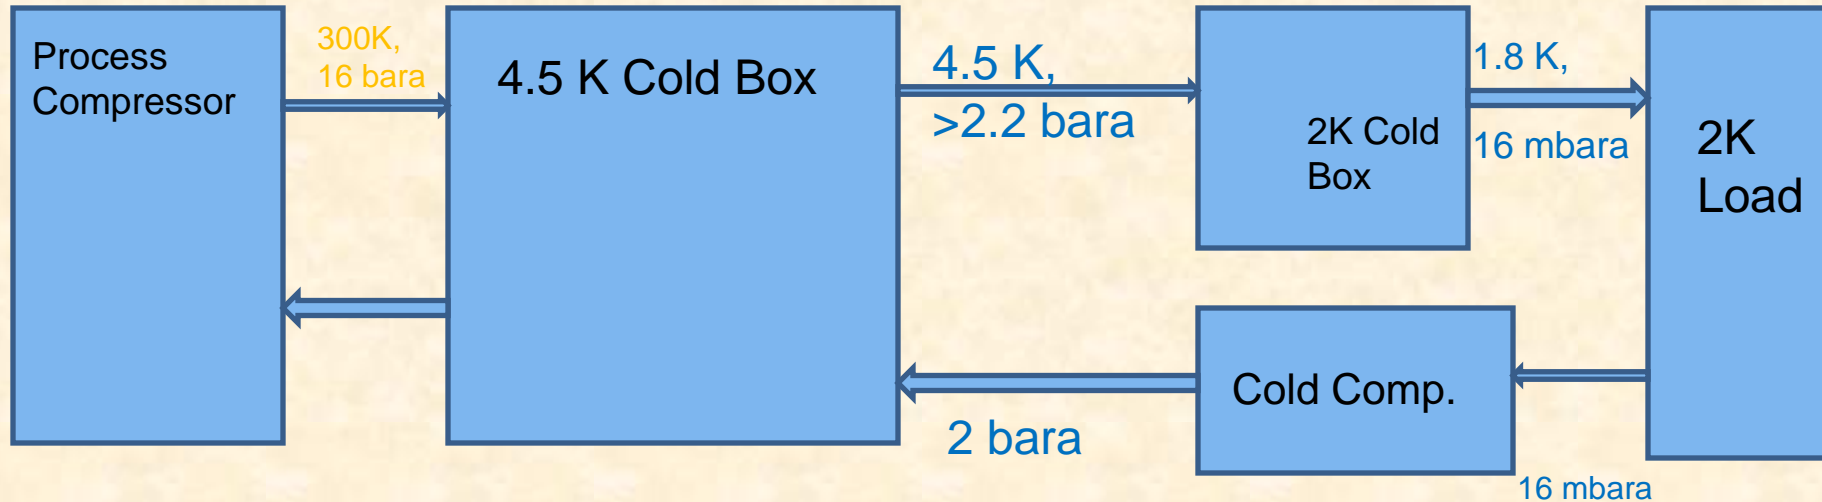 Process
Compressor
300K,
16 bara
4.5 K Cold Box
4.5 K,
>2.2 bara
2K Cold
Box
1.8 K,
16 mbara
2K
Load
2 bara
Cold Comp.
16 mbara